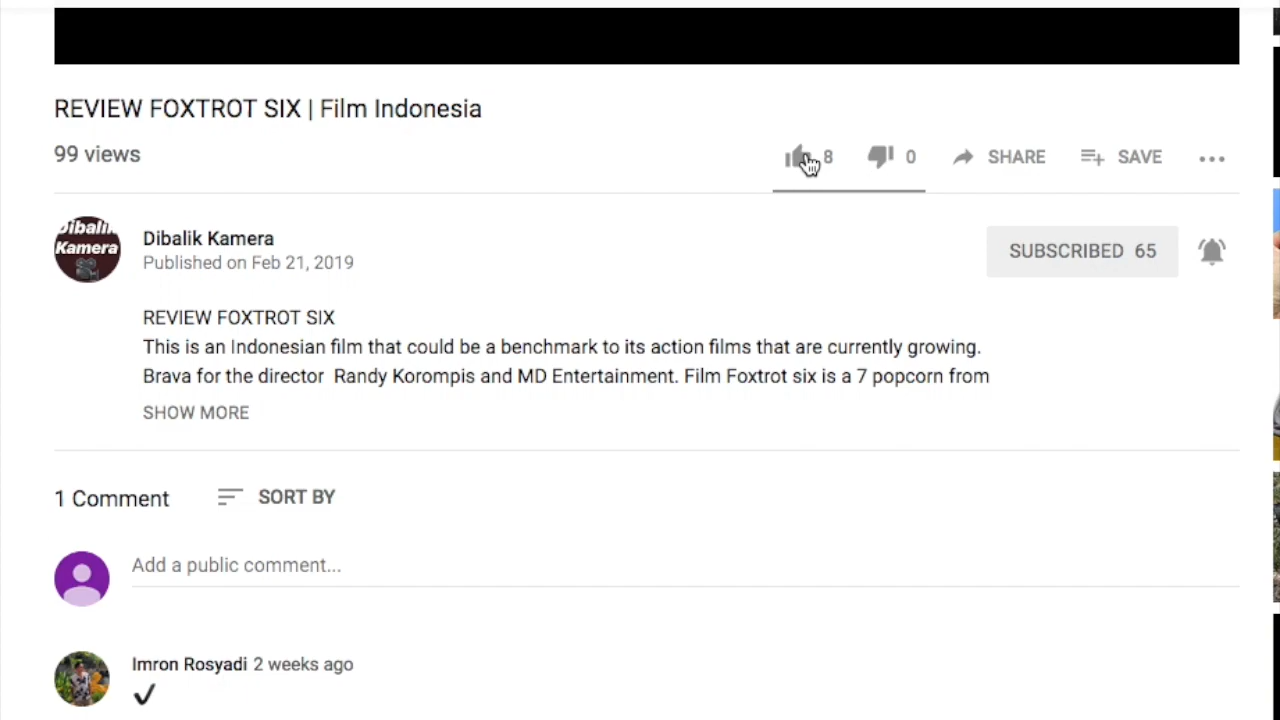 REVIEW FOXTROT SIX | Film Indonesia
99 views
8
0
SHARE
SAVE
Dibalik
Kamera
Dibalik Kamera
Published on Feb 21, 2019
SUBSCRIBED 65
REVIEW FOXTROT SIX
This is an Indonesian film that could be a benchmark to its action films that are currently growing.
Brava for the director Randy Korompis and MD Entertainment. Film Foxtrot six is a 7 popcorn from
SHOW MORE
1 Comment
SORT BY
Add a public comment...
Imron Rosyadi 2 weeks ago
✓